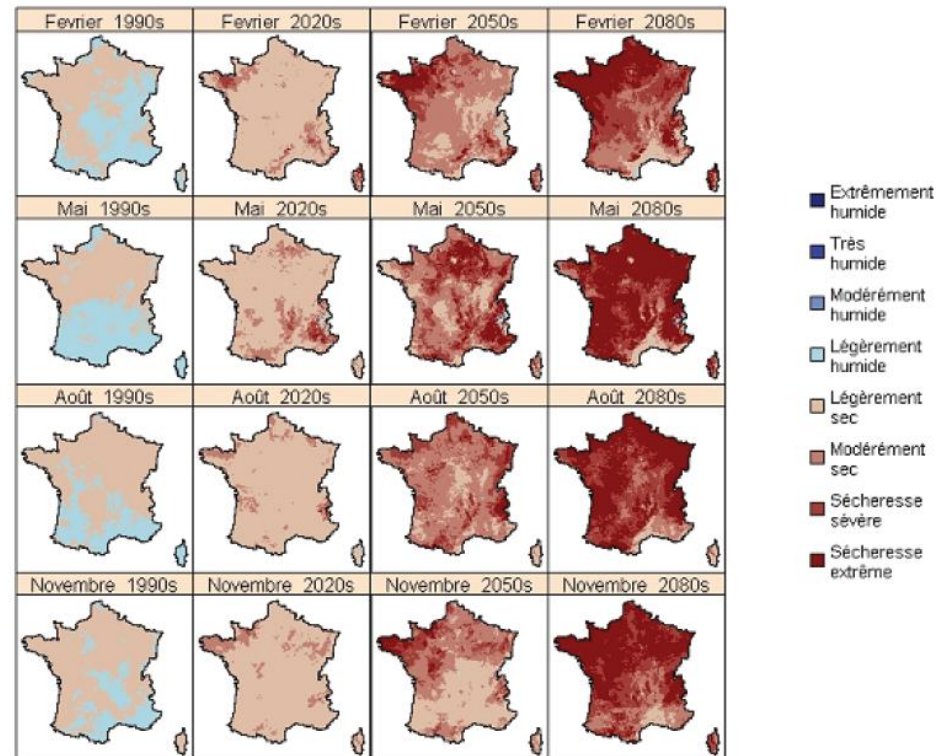 Fevrier 1990s
Fevrier 2020s
Fevrier 2050s
Fevrier 2080s
Mai 1990s
Mai 2020s
Mai 2050s
Mai 2080s
Août 1990s
Août 2020s
Août 2050s
Août 2080s
Novembre 1990s
Novembre 2020s
Novembre 2050s
Novembre 2080s
Extrêmement
humide
Très
humide
Modérément
humide
Légèrement
humide
Légèrement
sec
Modérément
sec
Sécheresse
sévère
Sécheresse
extrême